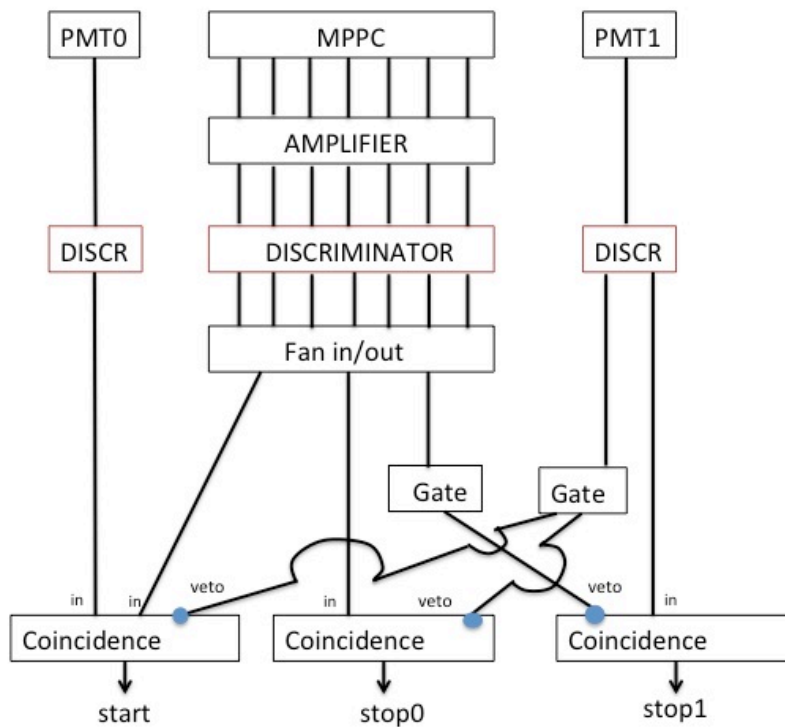 PMT0
MPPC
PMT1
AMPLIFIER
DISCR
DISCRIMINATOR
DISCR
Fan in/out
Gate
Gate
in
in
veto
in
veto
veto
in
Coincidence
Coincidence
Coincidence
start
stop0
stop1